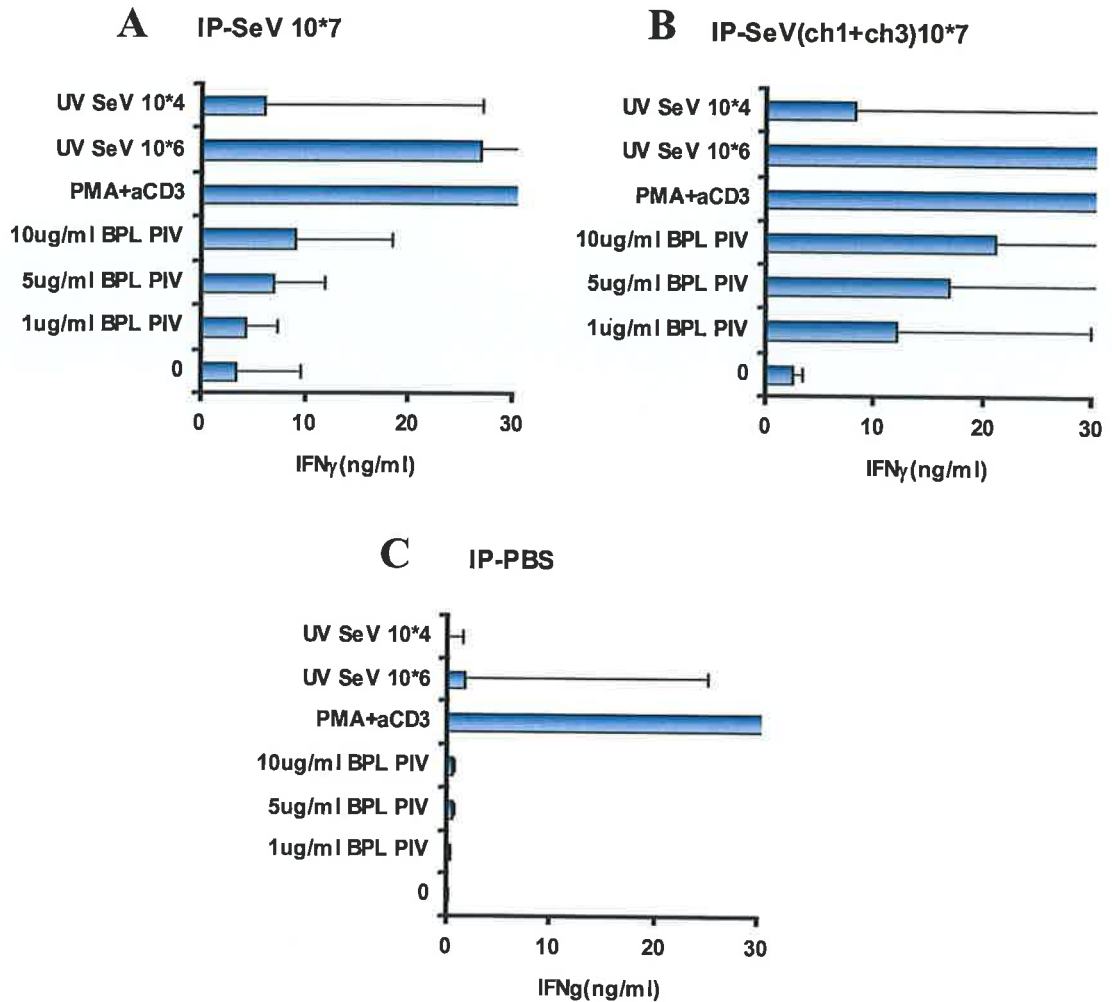 A IP-SeV 10*7
UV SeV 10*4
UV SeV 10*6
PMA+aCD3
10ug/ml BPL PIV
5ug/ml BPL PIV
1ug/ml BPL PIV
0
0 10 20 30
IFNγ(ng/ml)
B IP-SeV(ch1+ch3)10*7
UV SeV 10*4
UV SeV 10*6
PMA+aCD3
10ug/ml BPL PIV
5ug/ml BPL PIV
1ug/ml BPL PIV
0
0 10 20 30
IFNγ(ng/ml)
C IP-PBS
UV SeV 10*4
UV SeV 10*6
PMA+aCD3
10ug/ml BPL PIV
5ug/ml BPL PIV
1ug/ml BPL PIV
0
0 10 20 30
IFNg(ng/ml)